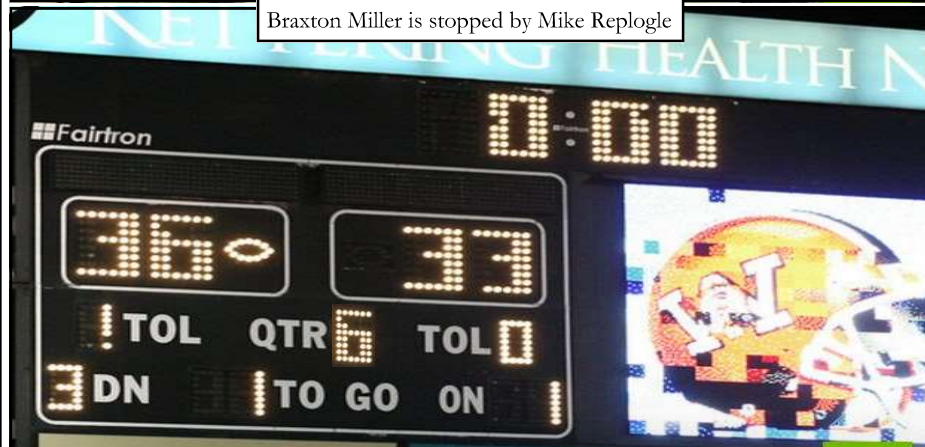 Braxton Miller is stopped by Mike Replogle
KETTERING HEALTH N
0:00
Fairtron
36 33
1 TOL QTR 6 TOL 0
3 DN 1 TO GO ON 1
W